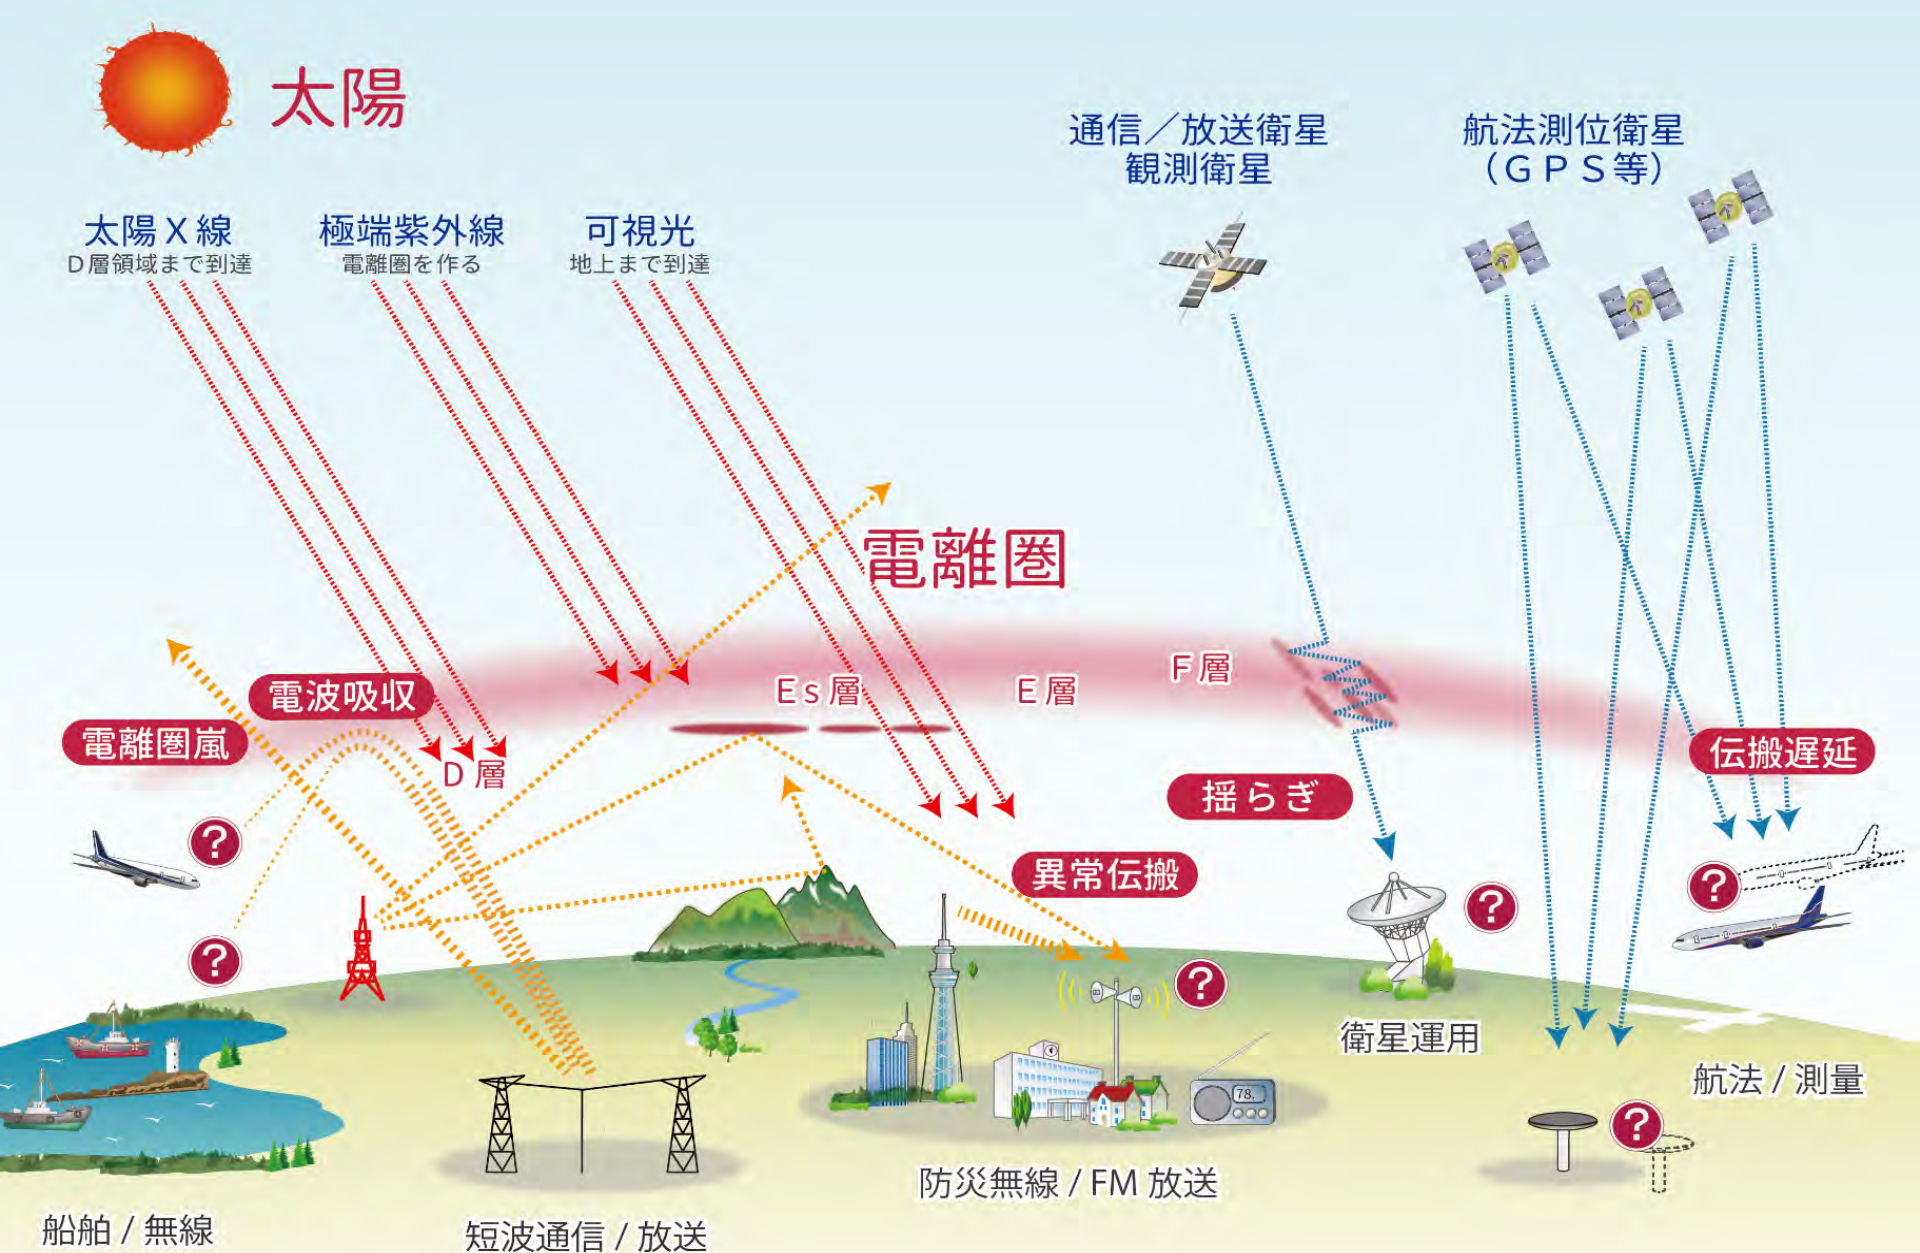 太陽
通信／放送衛星
観測衛星
航法測位衛星
（ＧＰＳ等）
太陽Ｘ線
Ｄ層領域まで到達
極端紫外線
電離圏を作る
可視光
地上まで到達
電離圏
Ｆ層
Ｅｓ層
Ｅ層
電波吸収
電離圏嵐
Ｄ層
伝搬遅延
揺らぎ
異常伝搬
?
?
?
?
?
?
衛星運用
航法 / 測量
78.
防災無線 / FM 放送
船舶 / 無線
短波通信 / 放送